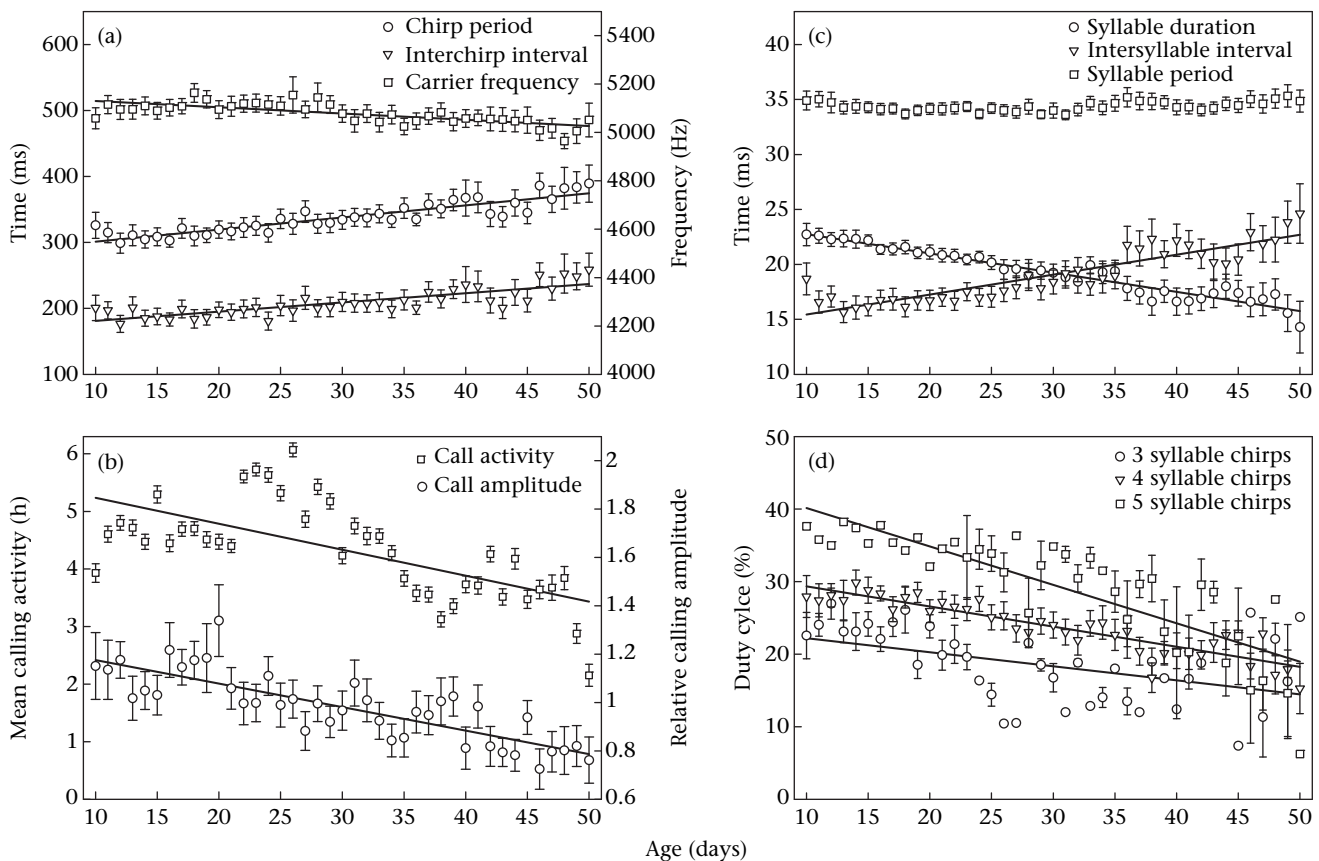 (a)
Chirp period
Interchirp interval
Carrier frequency
600
500
400
300
200
100
Time (ms)
5400
5200
5000
4800
4600
4400
4200
4000
Frequency (Hz)
10 15 20 25 30 35 40 45 50
(c)
Syllable duration
Intersyllable interval
Syllable period
40
35
30
25
20
15
10
Time (ms)
10 15 20 25 30 35 40 45 50
(b)
Call activity
Call amplitude
6
5
4
3
2
1
0
Mean calling activity (h)
2
1.8
1.6
1.4
1.2
1
0.8
0.6
Relative calling amplitude
10 15 20 25 30 35 40 45 50
(d)
3 syllable chirps
4 syllable chirps
5 syllable chirps
50
40
30
20
10
0
Duty cylce (%)
10 15 20 25 30 35 40 45 50
Age (days)